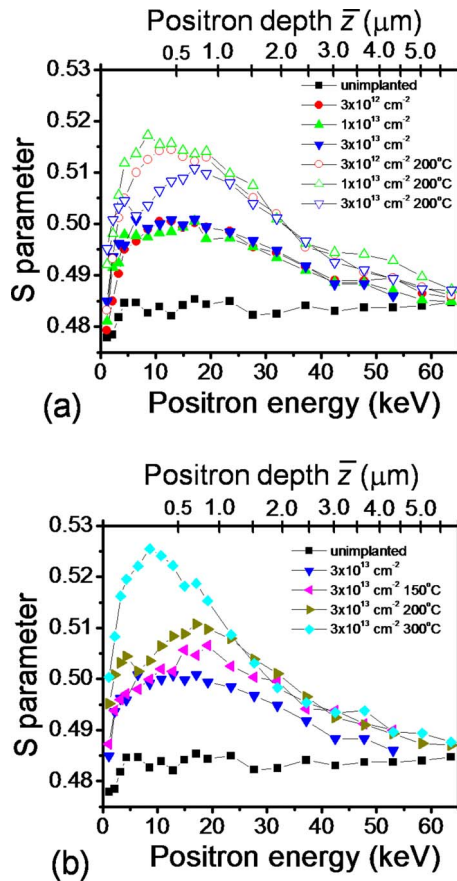 Positron depth z̄ (μm)
0.5 1.0 2.0 3.0 4.0 5.0
0.53
0.52
0.51
0.50
0.49
0.48
S parameter
unimplanted
3x10¹² cm⁻²
1x10¹³ cm⁻²
3x10¹³ cm⁻²
3x10¹² cm⁻² 200°C
1x10¹³ cm⁻² 200°C
3x10¹³ cm⁻² 200°C
0 10 20 30 40 50 60
(a)
Positron energy (keV)
Positron depth z̄ (μm)
0.5 1.0 2.0 3.0 4.0 5.0
0.53
0.52
0.51
0.50
0.49
0.48
S parameter
unimplanted
3x10¹³ cm⁻²
3x10¹³ cm⁻² 150°C
3x10¹³ cm⁻² 200°C
3x10¹³ cm⁻² 300°C
0 10 20 30 40 50 60
(b)
Positron energy (keV)